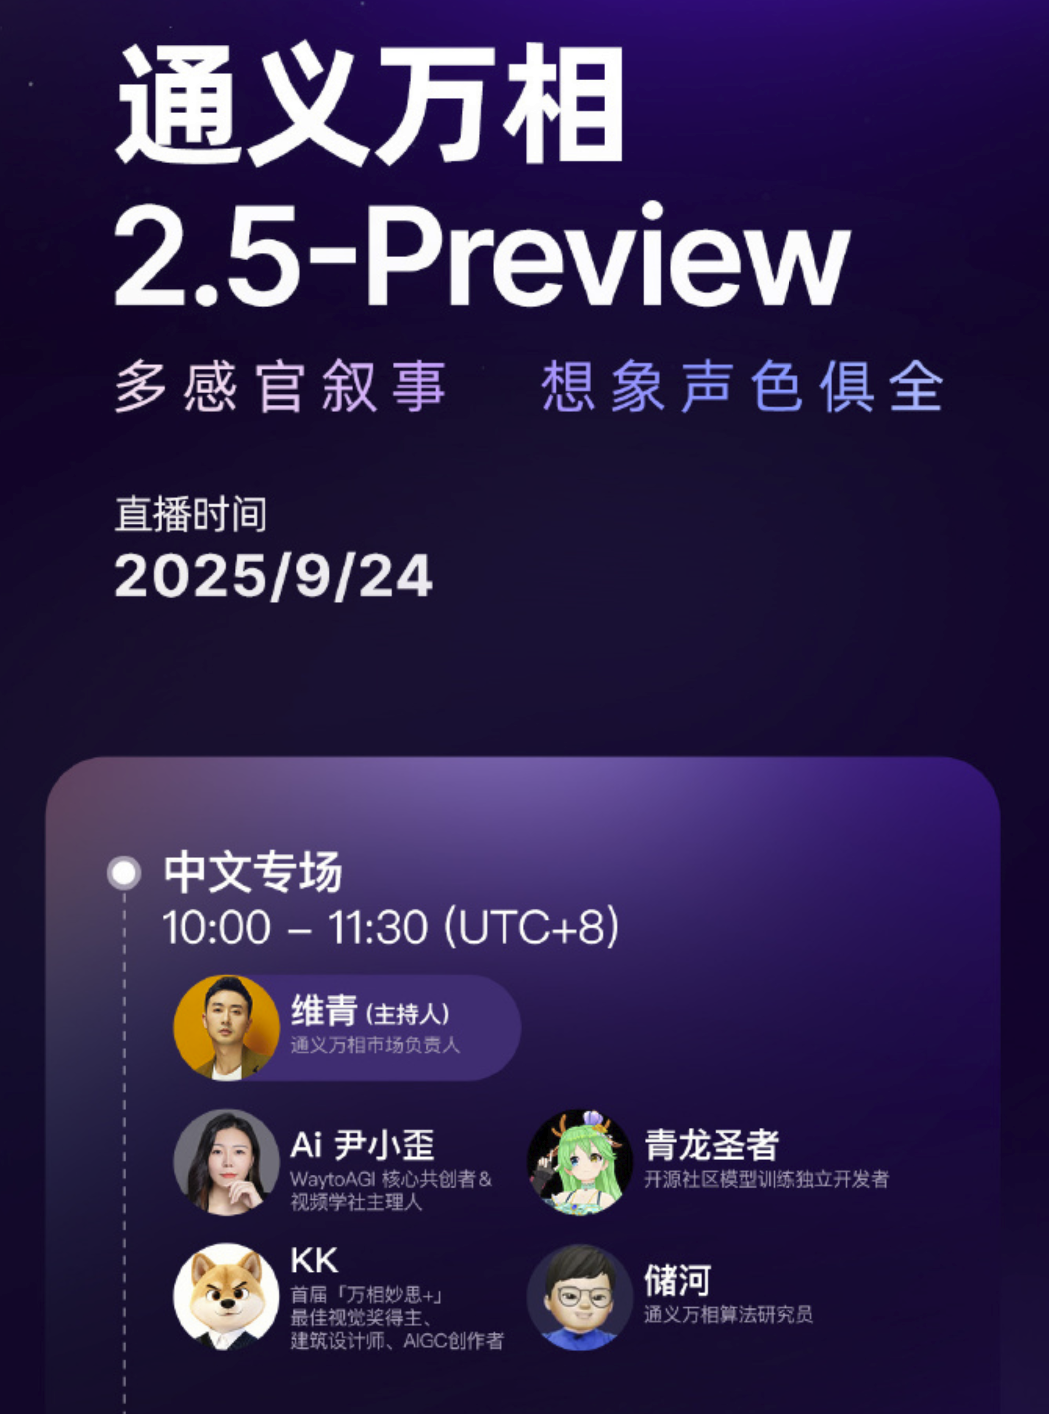 通义万相
2.5-Preview
多感官叙事 想象声色俱全
直播时间
2025/9/24
中文专场
10:00 – 11:30 (UTC+8)
维青 (主持人)
通义万相市场负责人
Ai 尹小歪
WaytoAGI 核心共创者&
视频学社主理人
青龙圣者
开源社区模型训练独立开发者
KK
首届「万相妙思+」
最佳视觉奖得主、
建筑设计师、AIGC创作者
储河
通义万相算法研究员